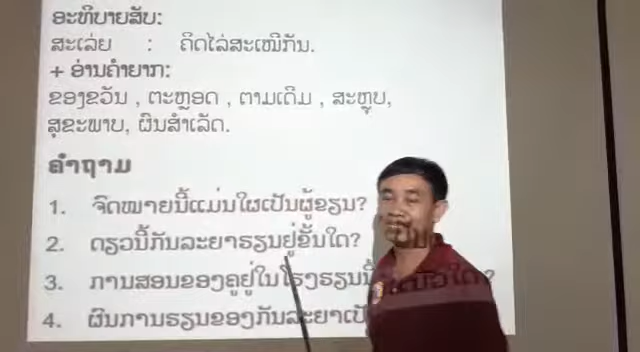 ອະທິບາຍສັບ:
ສະເລ່ຍ : ຄິດໄລ່ສະເໝີກັນ.
+ ອ່ານຄຳຍາກ:
ຂອງຂວັນ , ຕະຫຼອດ , ຕາມເດີມ , ສະຫຼຸບ,
ສຸຂະພາບ, ຜົນສຳເລັດ.
ຄຳຖາມ
1. ຈົດໝາຍນີ້ແມ່ນໃຜເປັນຜູ້ຂຽນ?
2. ດຽວນີ້ກັນລະຍາຮຽນຢູ່ຂັ້ນໃດ?
3. ການສອນຂອງຄູຢູ່ໃນໂຮງຮຽນນີ້ ແນວໃດ?
4. ຜົນການຮຽນຂອງກັນລະຍາ